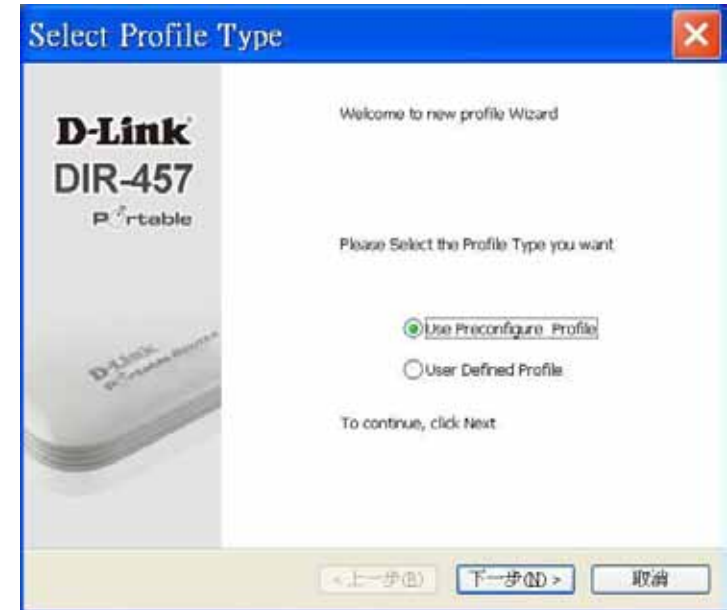 Select Profile Type
D-Link
DIR-457
Portable
D-Link
Welcome to new profile Wizard
Please Select the Profile Type you want
Use Preconfigure Profile
User Defined Profile
To continue, click Next
<上一步(B)
下一步(N) >
取消